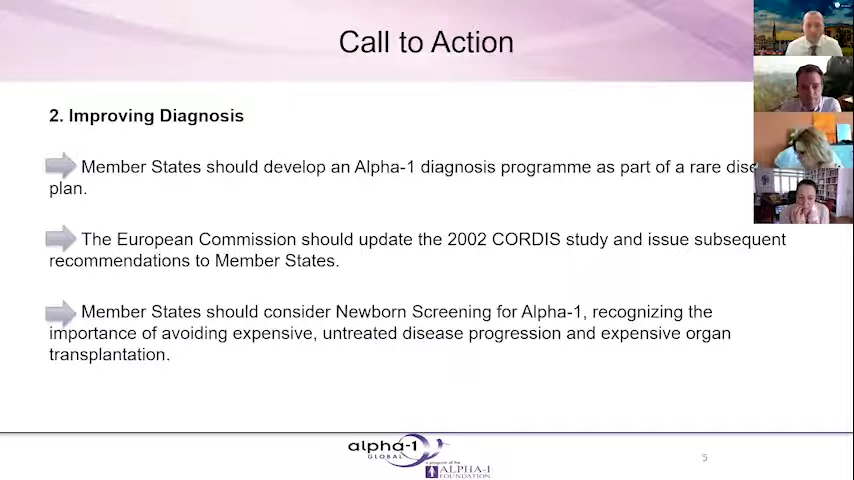 Call to Action
2. Improving Diagnosis
Member States should develop an Alpha-1 diagnosis programme as part of a rare
plan.
The European Commission should update the 2002 CORDIS study and issue subsequent
recommendations to Member States.
Member States should consider Newborn Screening for Alpha-1, recognizing the
importance of avoiding expensive, untreated disease progression and expensive organ
transplantation.
alpha-1
GLOBAL
a program of the
ALPHA-1
FOUNDATION
5